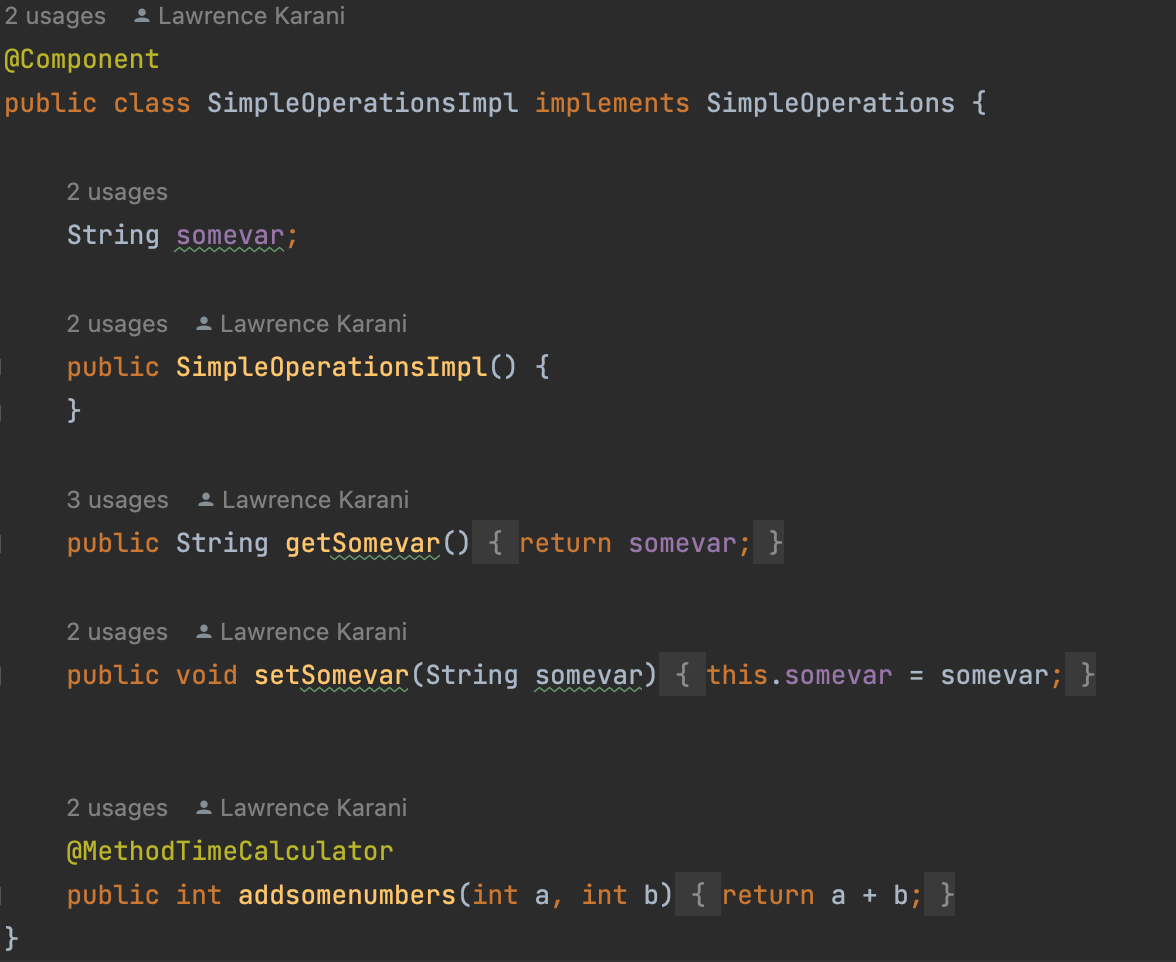 2 usages Lawrence Karani
@Component
public class SimpleOperationsImpl implements SimpleOperations {
2 usages
String somevar;
2 usages Lawrence Karani
public SimpleOperationsImpl() {
}
3 usages Lawrence Karani
public String getSomevar() { return somevar; }
2 usages Lawrence Karani
public void setSomevar(String somevar) { this.somevar = somevar; }
2 usages Lawrence Karani
@MethodTimeCalculator
public int addsomenumbers(int a, int b) { return a + b; }
}